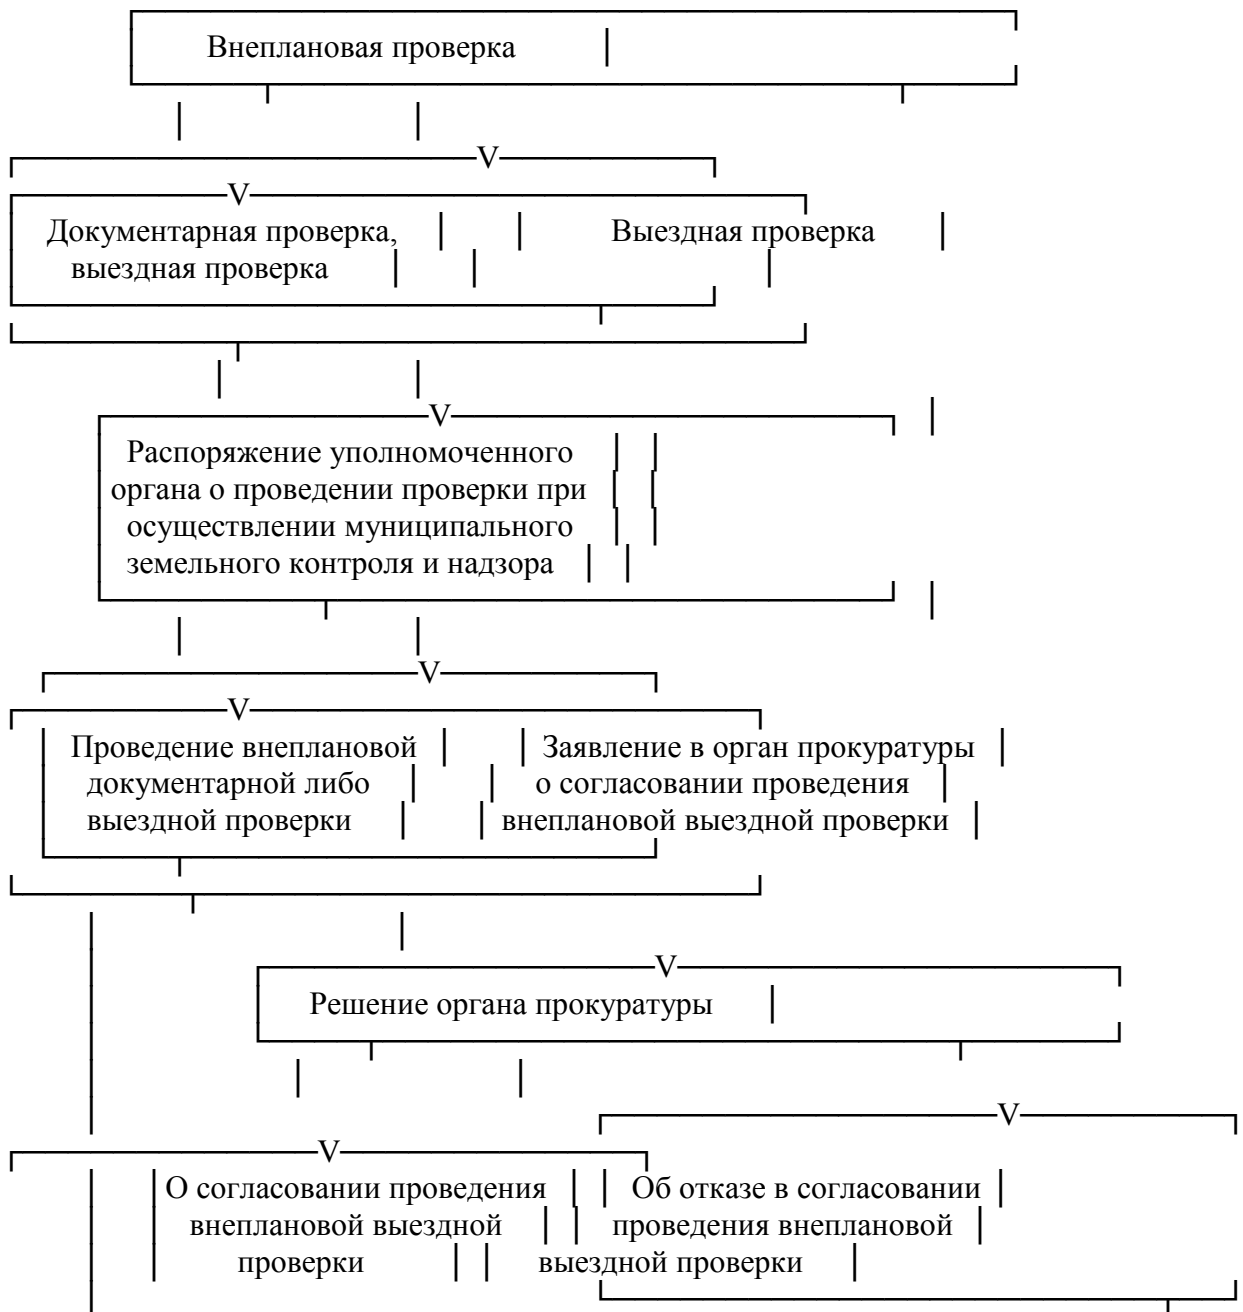 Внеплановая проверка
V
V
Документарная проверка, Выездная проверка
выездная проверка
V
Распоряжение уполномоченного
органа о проведении проверки при
осуществлении муниципального
земельного контроля и надзора
V
V
Проведение внеплановой Заявление в орган прокуратуры
документарной либо о согласовании проведения
выездной проверки внеплановой выездной проверки
V
Решение органа прокуратуры
V
V
О согласовании проведения Об отказе в согласовании
внеплановой выездной проведения внеплановой
проверки выездной проверки